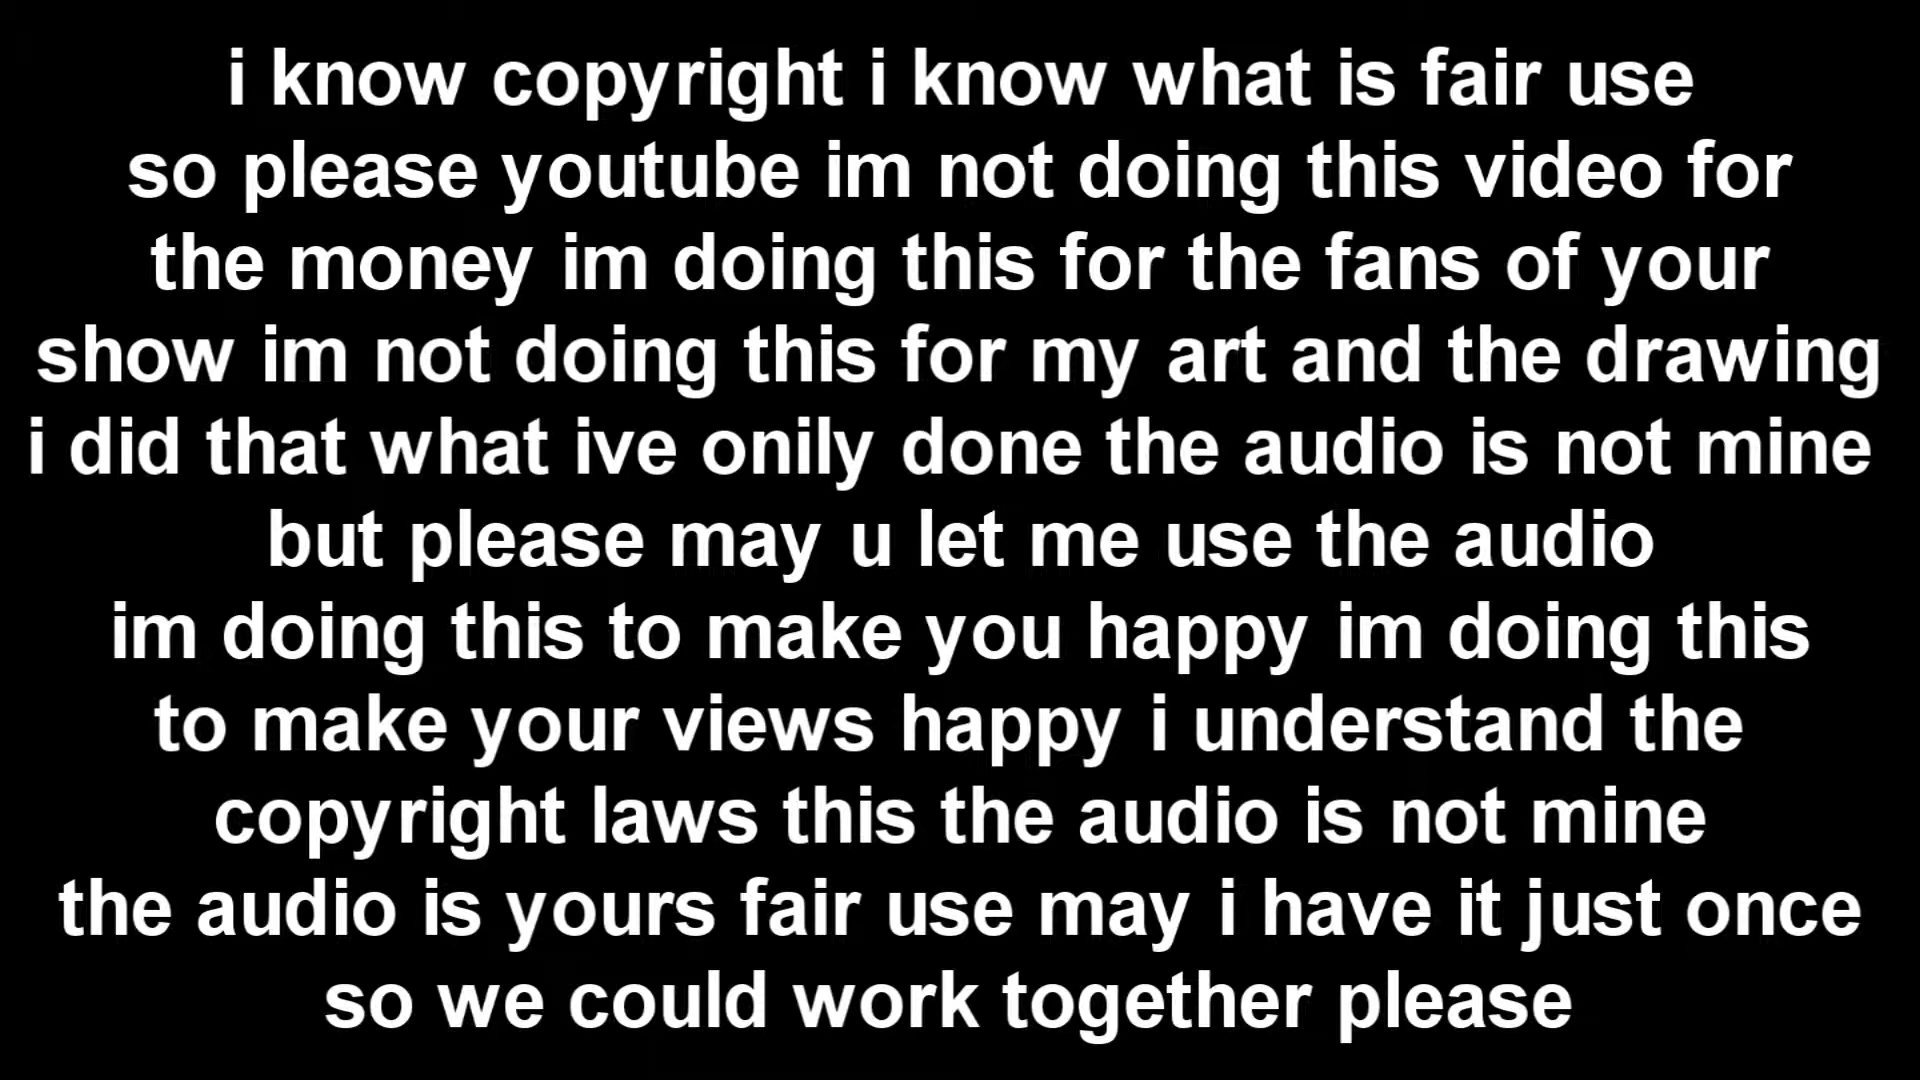 i know copyright i know what is fair use
so please youtube im not doing this video for
the money im doing this for the fans of your
show im not doing this for my art and the drawing
i did that what ive onily done the audio is not mine
but please may u let me use the audio
im doing this to make you happy im doing this
to make your views happy i understand the
copyright laws this the audio is not mine
the audio is yours fair use may i have it just once
so we could work together please